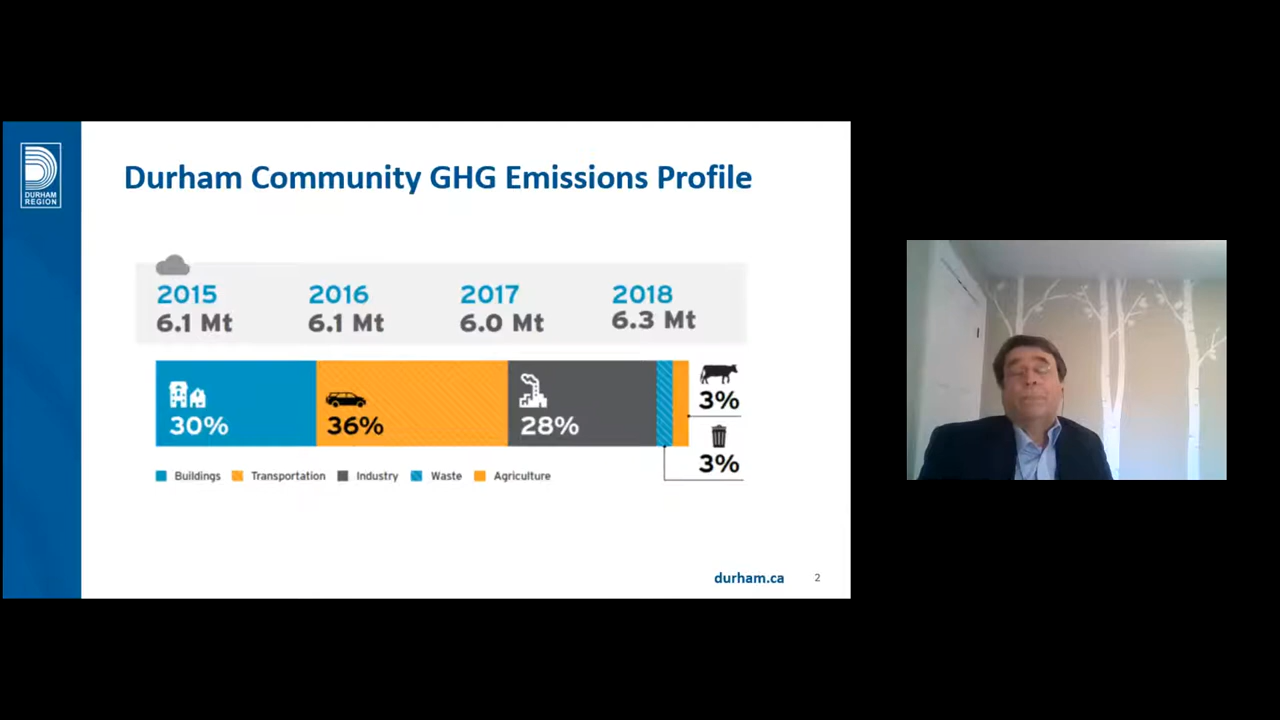 DURHAM
REGION
Durham Community GHG Emissions Profile
2015 2016 2017 2018
6.1 Mt 6.1 Mt 6.0 Mt 6.3 Mt
30% 36% 28% 3%
3%
Buildings Transportation Industry Waste Agriculture
durham.ca 2